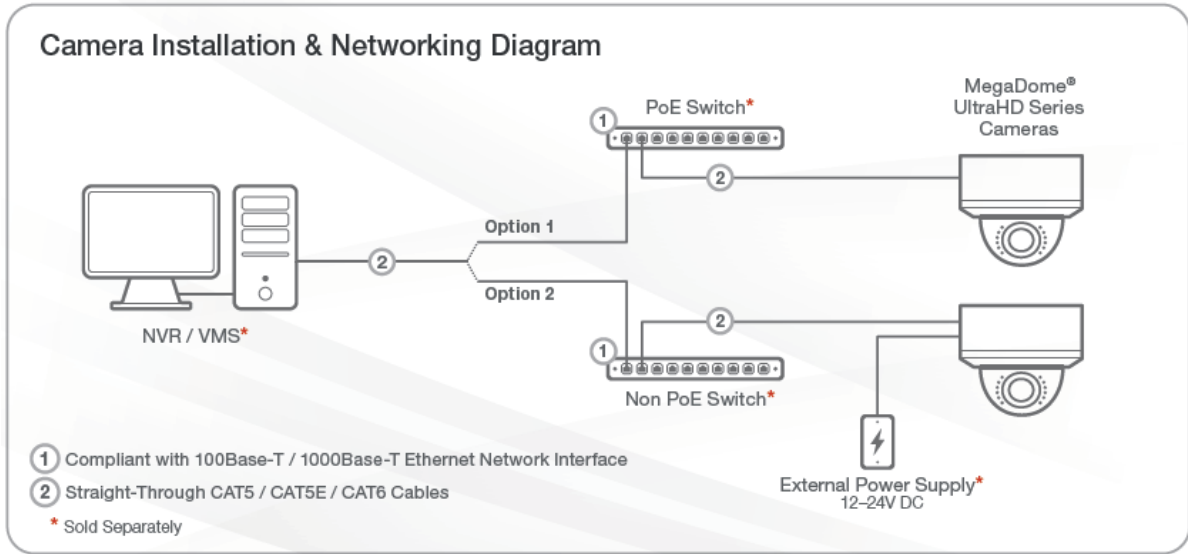 Camera Installation & Networking Diagram
MegaDome®
UltraHD Series
Cameras
PoE Switch*
1
2
Option 1
2
Option 2
NVR / VMS*
2
1
Non PoE Switch*
External Power Supply*
12–24V DC
1 Compliant with 100Base-T / 1000Base-T Ethernet Network Interface
2 Straight-Through CAT5 / CAT5E / CAT6 Cables
* Sold Separately